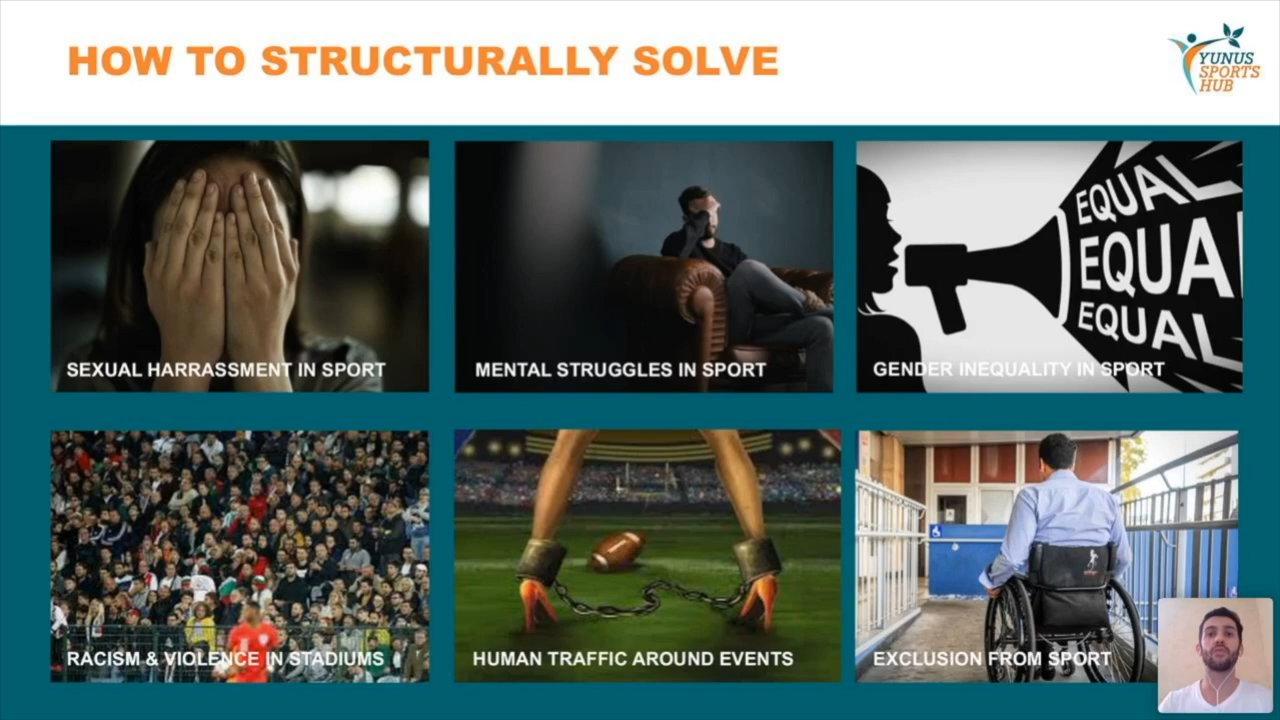 HOW TO STRUCTURALLY SOLVE
YUNUS
SPORTS
HUB
EQUAL
EQUA
EQUAL
SEXUAL HARRASSMENT IN SPORT
MENTAL STRUGGLES IN SPORT
GENDER INEQUALITY IN SPORT
RACISM & VIOLENCE IN STADIUMS
HUMAN TRAFFIC AROUND EVENTS
EXCLUSION FROM SPORT